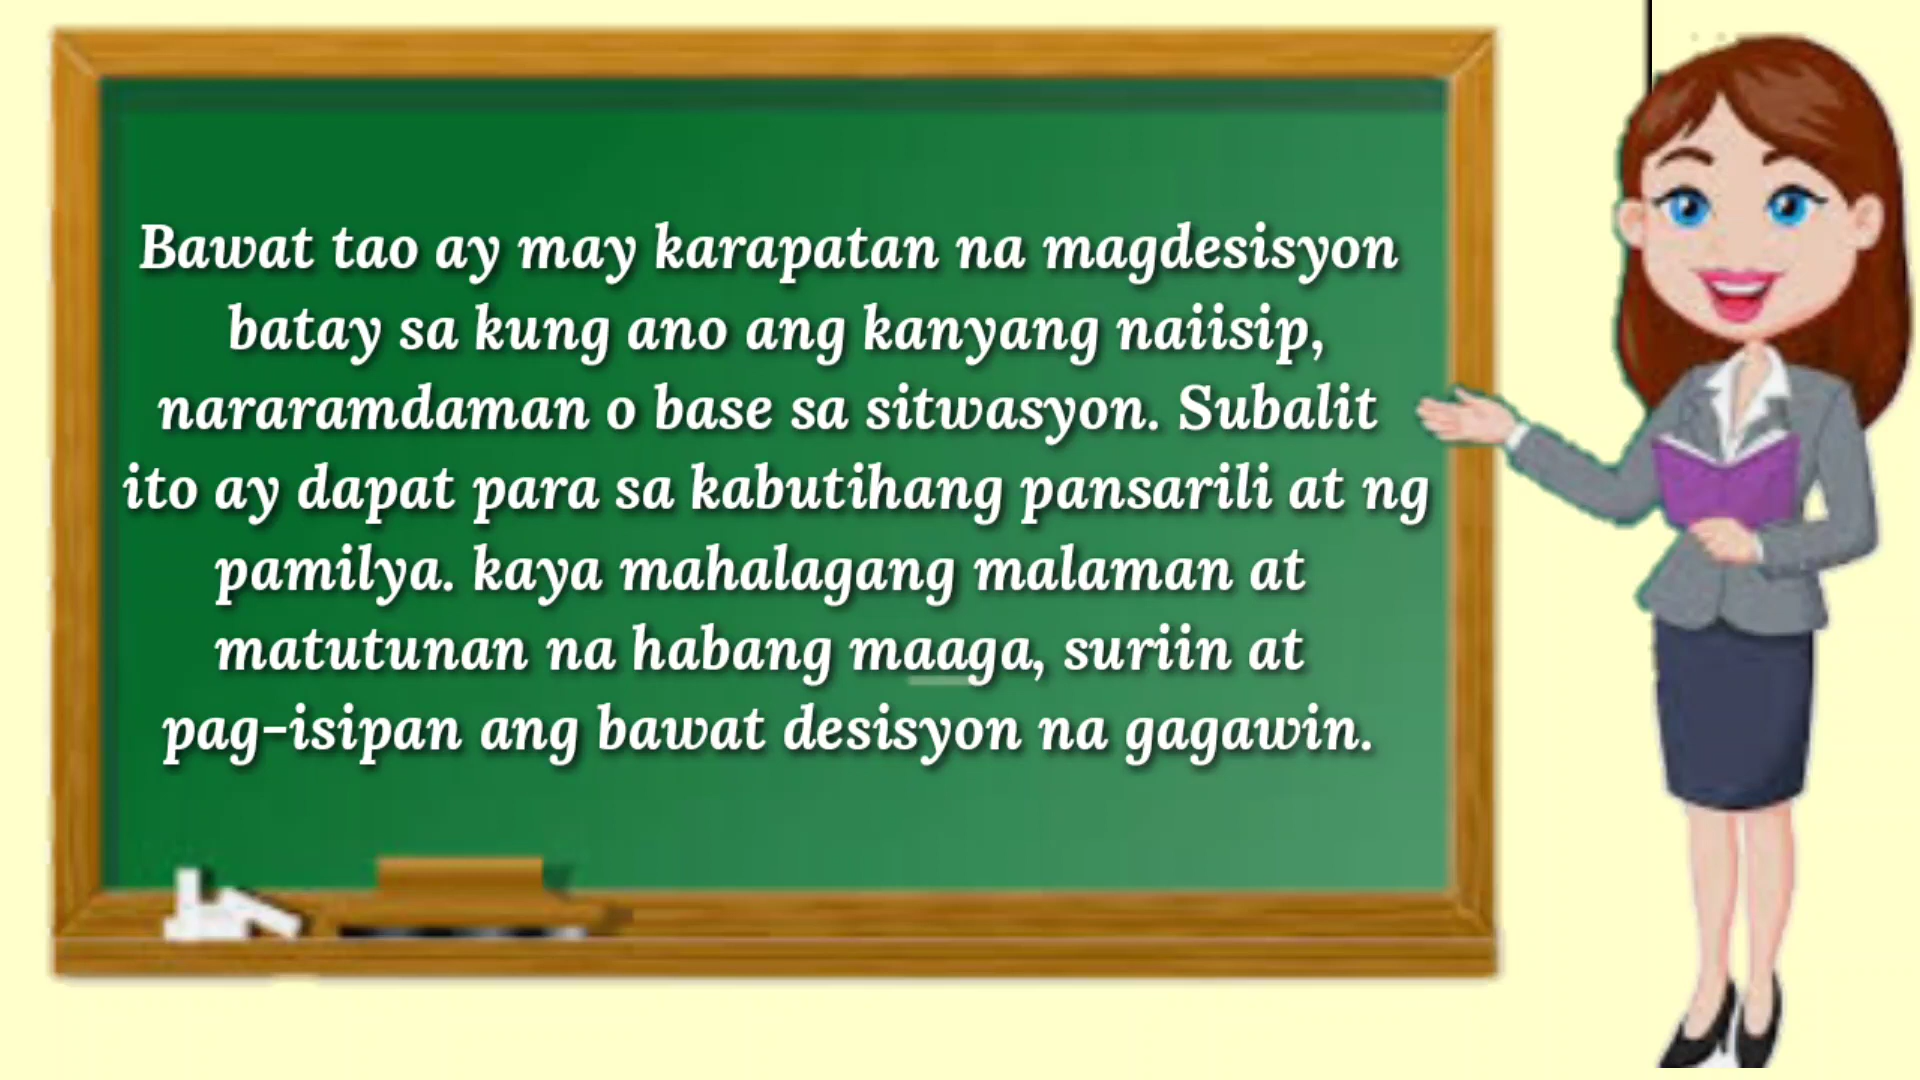 Bawat tao ay may karapatan na magdesisyon
batay sa kung ano ang kanyang naiisip,
nararamdaman o base sa sitwasyon. Subalit
ito ay dapat para sa kabutihang pansarili at ng
pamilya. kaya mahalagang malaman at
matutunan na habang maaga, suriin at
pag-isipan ang bawat desisyon na gagawin.